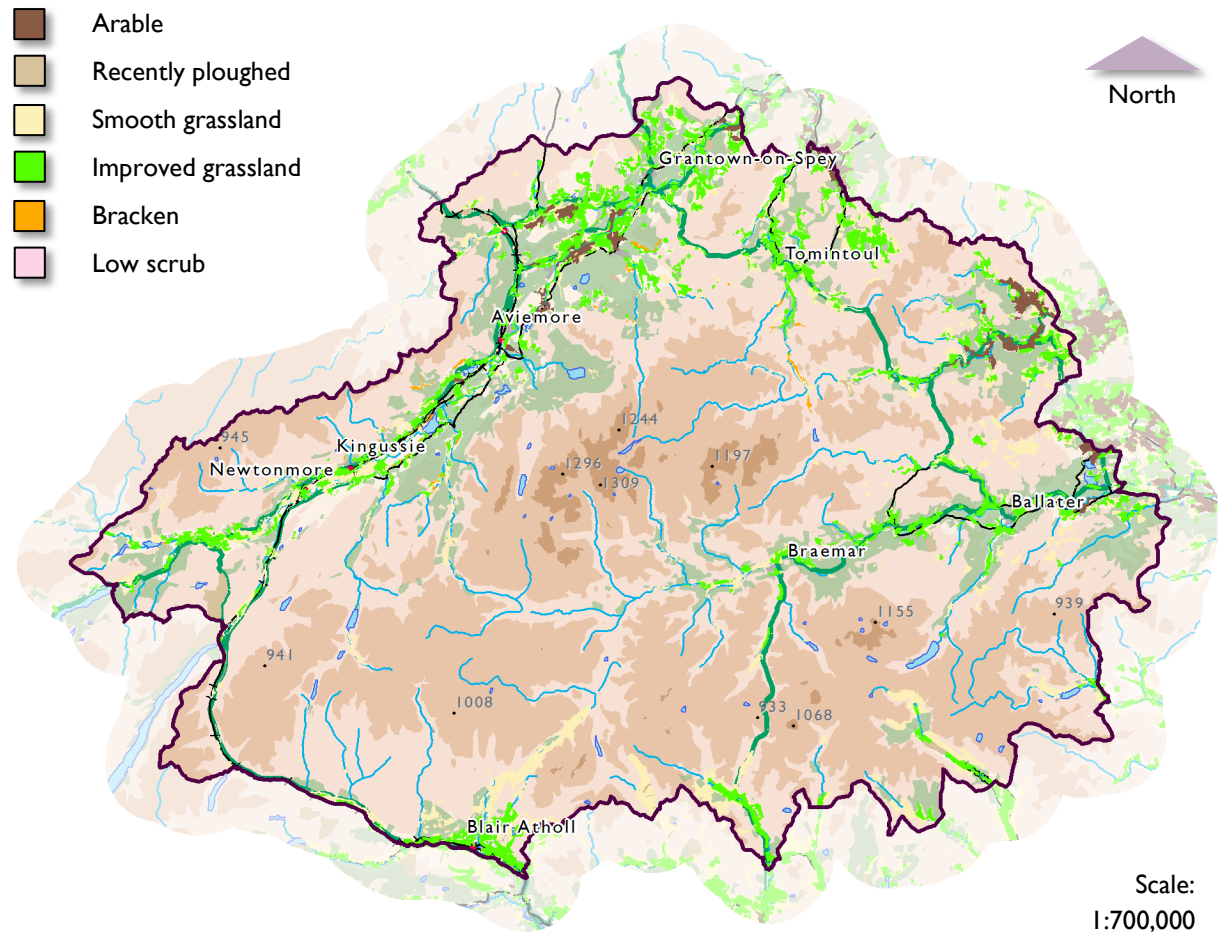 Arable
Recently ploughed
Smooth grassland
Improved grassland
Bracken
Low scrub
North
Grantown-on-Spey
Tomintoul
Aviemore
1244
945
Kingussie
Newtonmore
1197
1296
1309
Ballater
Braemar
1155
939
941
1008
933
1068
Blair Atholl
Scale:
1:700,000